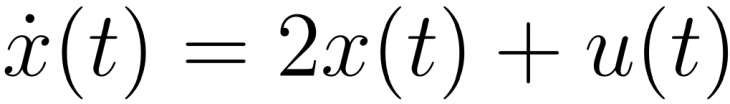 ẋ(t) = 2x(t) + u(t)